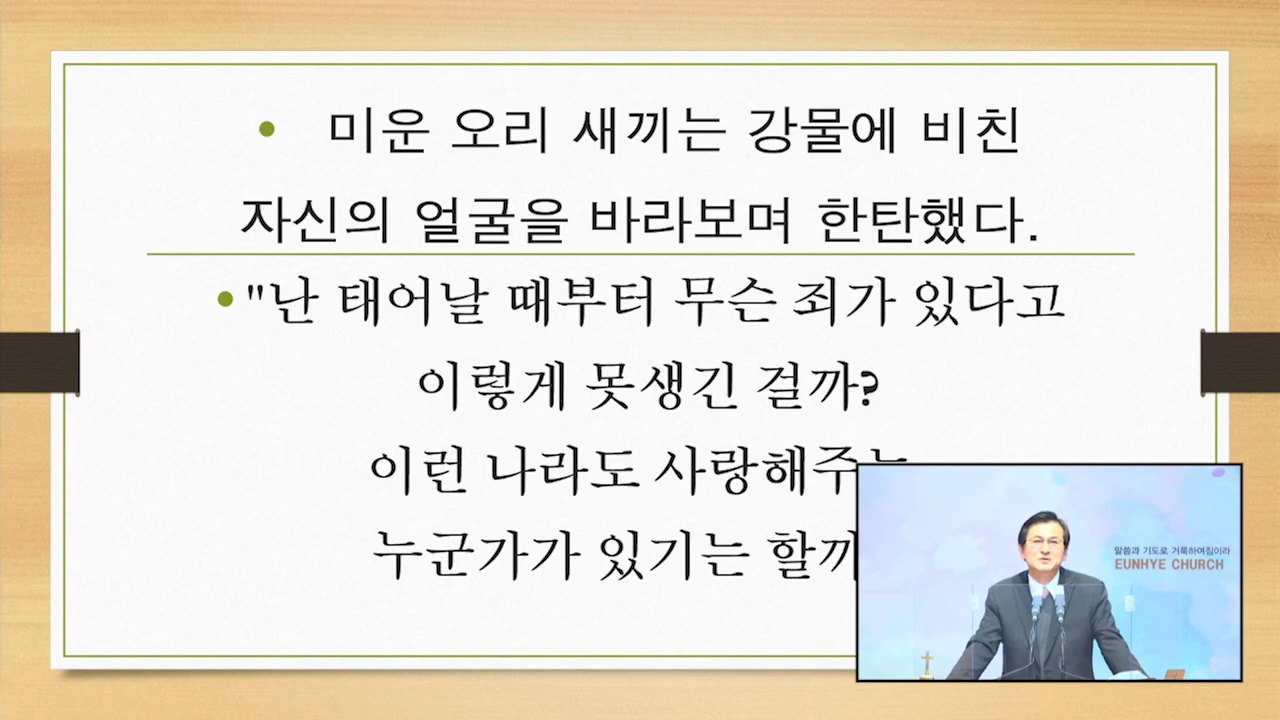 • 미운 오리 새끼는 강물에 비친
자신의 얼굴을 바라보며 한탄했다.
• "난 태어날 때부터 무슨 죄가 있다고
이렇게 못생긴 걸까?
이런 나라도 사랑해주는
누군가가 있기는 할까
말씀과 기도로 거룩하여짐이라
EUNHYE CHURCH